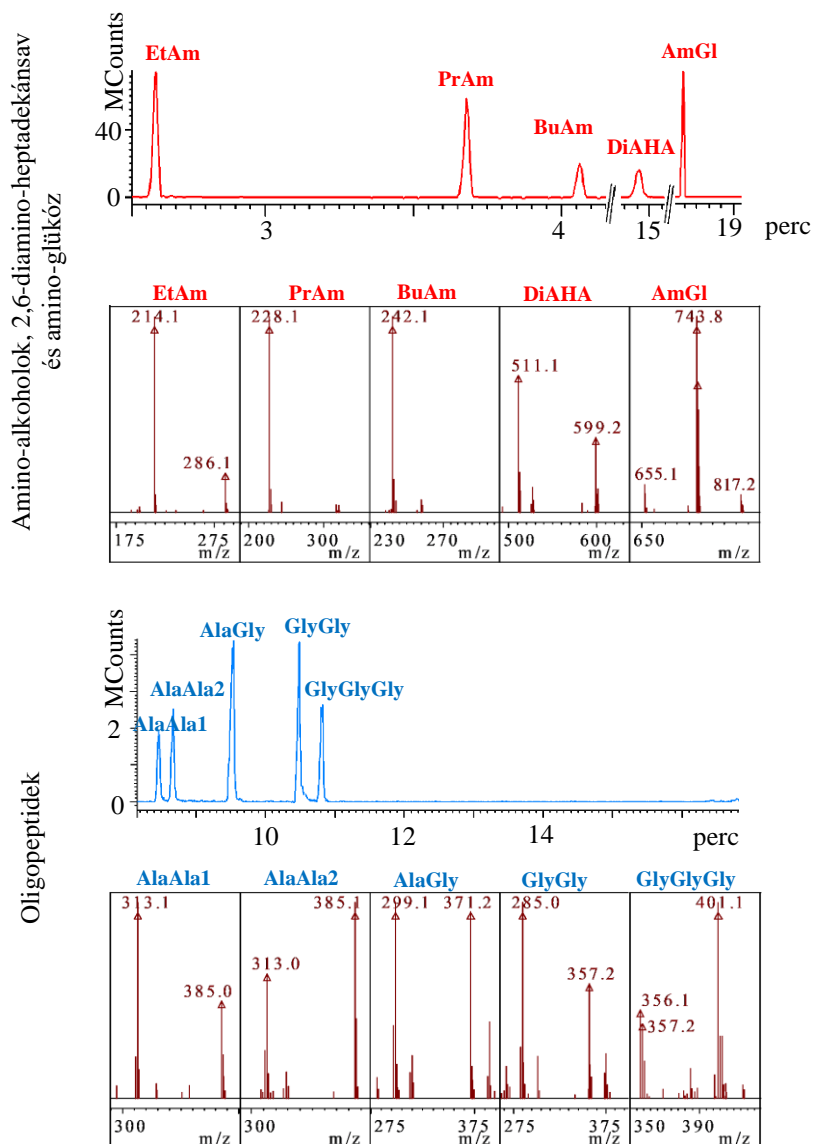 Amino-alkoholok, 2,6-diamino-heptadekánsav
és amino-glükóz
MCounts
EtAm
PrAm
BuAm
DiAHA
AmGl
40
0
3
4
15
19
perc
EtAm
PrAm
BuAm
DiAHA
AmGl
214.1
228.1
242.1
743.8
511.1
599.2
286.1
655.1
817.2
175
275
200
300
230
270
500
600
650
m/z
m/z
m/z
m/z
m/z
Oligopeptidek
MCounts
AlaGly
GlyGly
AlaAla2
GlyGlyGly
AlaAla1
2
0
10
12
14
perc
AlaAla1
AlaAla2
AlaGly
GlyGly
GlyGlyGly
313.1
385.1
299.1
371.2
285.0
401.1
385.0
313.0
357.2
356.1
357.2
300
300
275
375
275
375
350
390
m/z
m/z
m/z
m/z
m/z